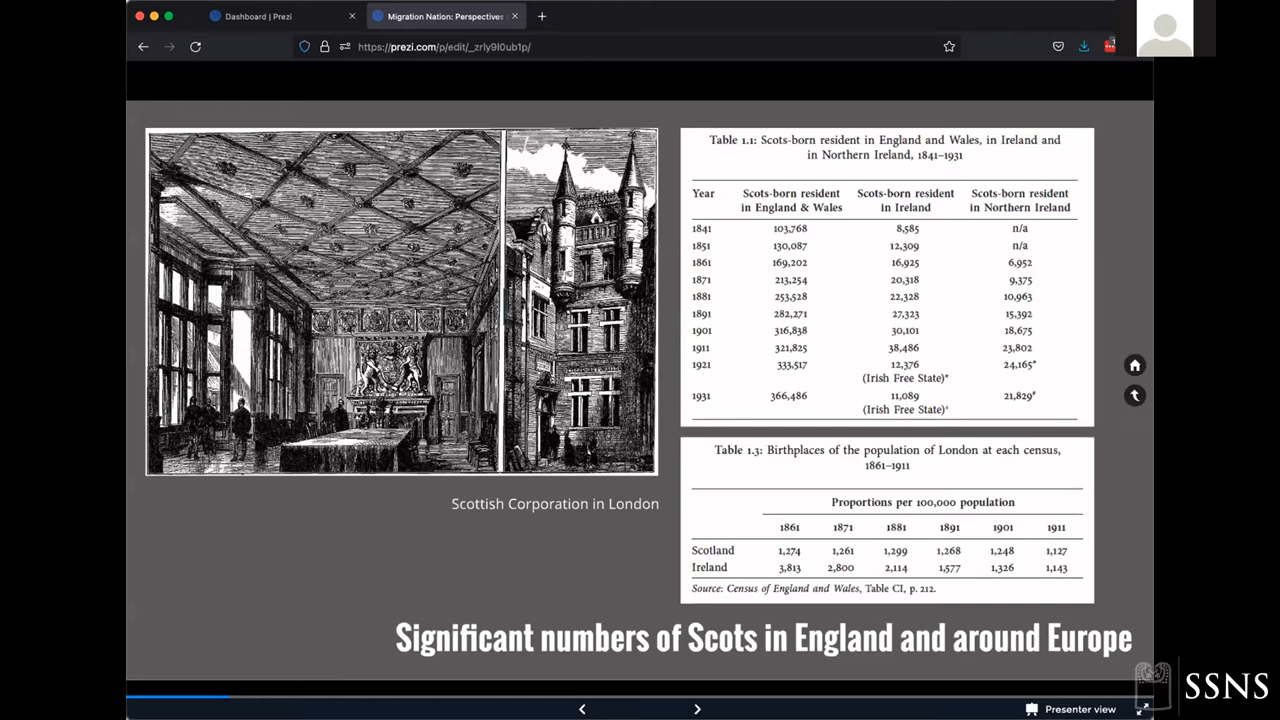 Dashboard | Prezi
Migration Nation: Perspectives
https://prezi.com/p/edit/_zrly9l0ub1p/
Table 1.1: Scots-born resident in England and Wales, in Ireland and
in Northern Ireland, 1841–1931
Year Scots-born resident Scots-born resident Scots-born resident
in England & Wales in Ireland in Northern Ireland
1841 103,768 8,585 n/a
1851 130,087 12,309 n/a
1861 169,202 16,925 6,952
1871 213,254 20,318 9,375
1881 253,528 22,328 10,963
1891 282,271 27,323 15,392
1901 316,838 30,101 18,675
1911 321,825 38,486 23,802
1921 333,517 12,376 24,165*
(Irish Free State)*
1931 366,486 11,089 21,829#
(Irish Free State)
Scottish Corporation in London
Table 1.3: Birthplaces of the population of London at each census,
1861–1911
Proportions per 100,000 population
1861 1871 1881 1891 1901 1911
Scotland 1,274 1,261 1,299 1,268 1,248 1,127
Ireland 3,813 2,800 2,114 1,577 1,326 1,143
Source: Census of England and Wales, Table CI, p. 212.
Significant numbers of Scots in England and around Europe
SSNS
Presenter view